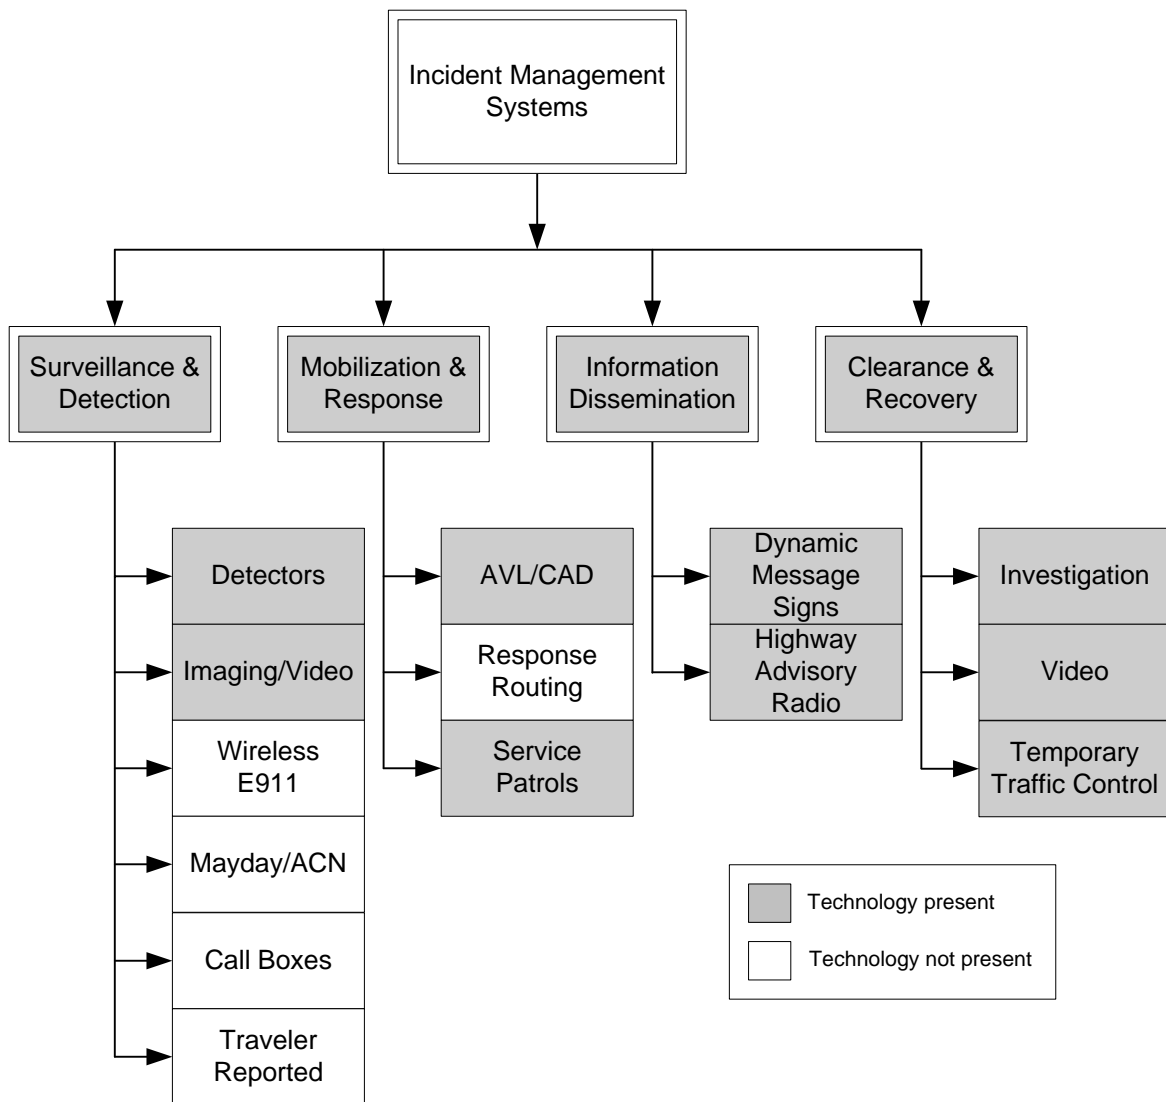 Incident Management
Systems
Surveillance &
Detection
Mobilization &
Response
Information
Dissemination
Clearance &
Recovery
Detectors
Imaging/Video
Wireless
E911
Mayday/ACN
Call Boxes
Traveler
Reported
AVL/CAD
Response
Routing
Service
Patrols
Dynamic
Message
Signs
Highway
Advisory
Radio
Investigation
Video
Temporary
Traffic Control
Technology present
Technology not present